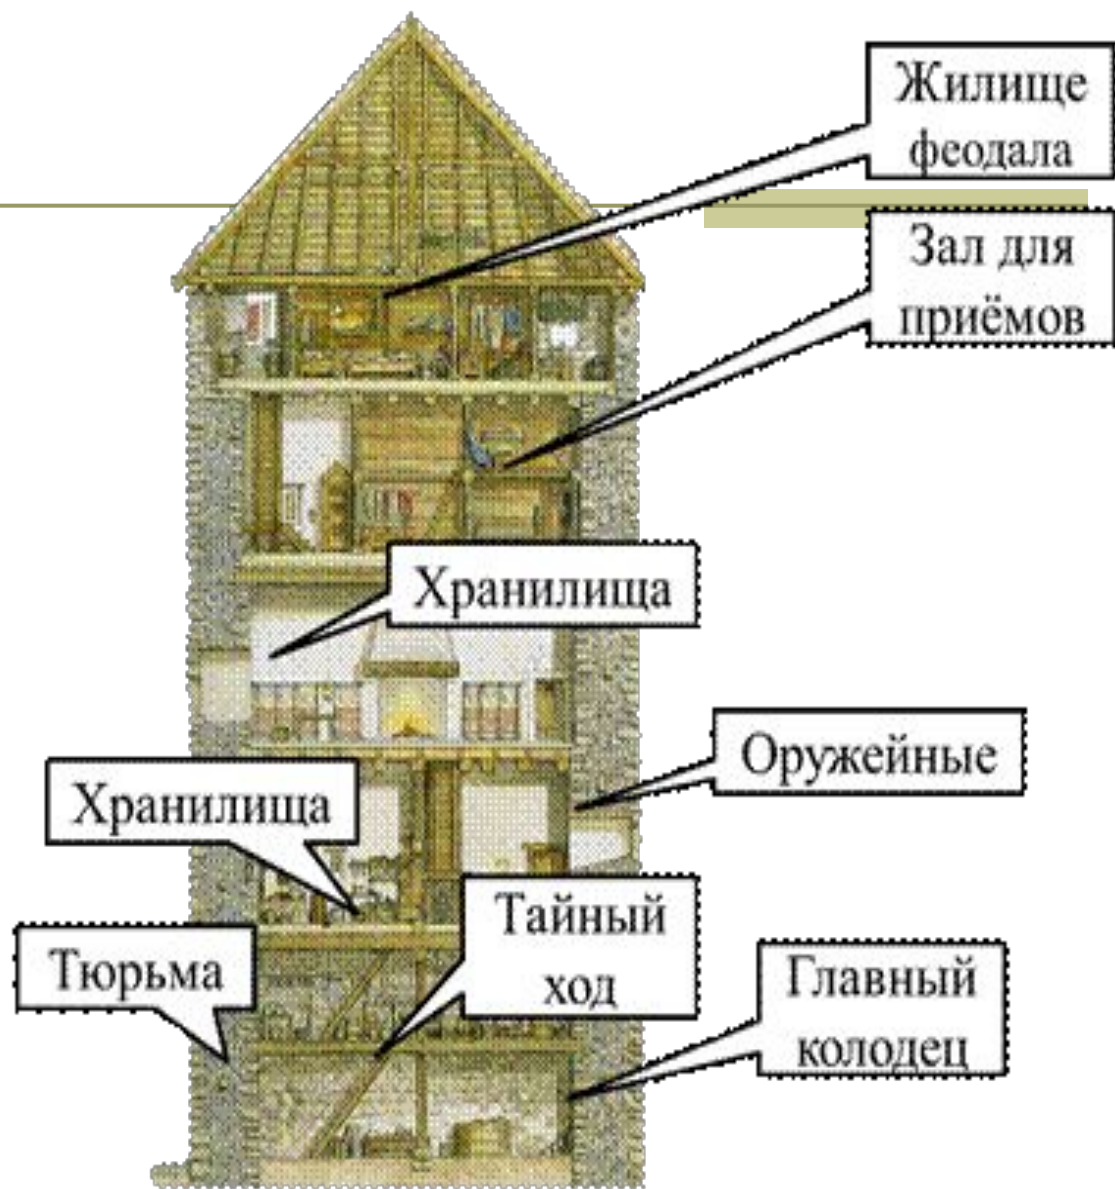 Жилище
феодала
Зал для
приёмов
Хранилища
Оружейные
Хранилища
Тайный
ход
Тюрьма
Главный
колодец